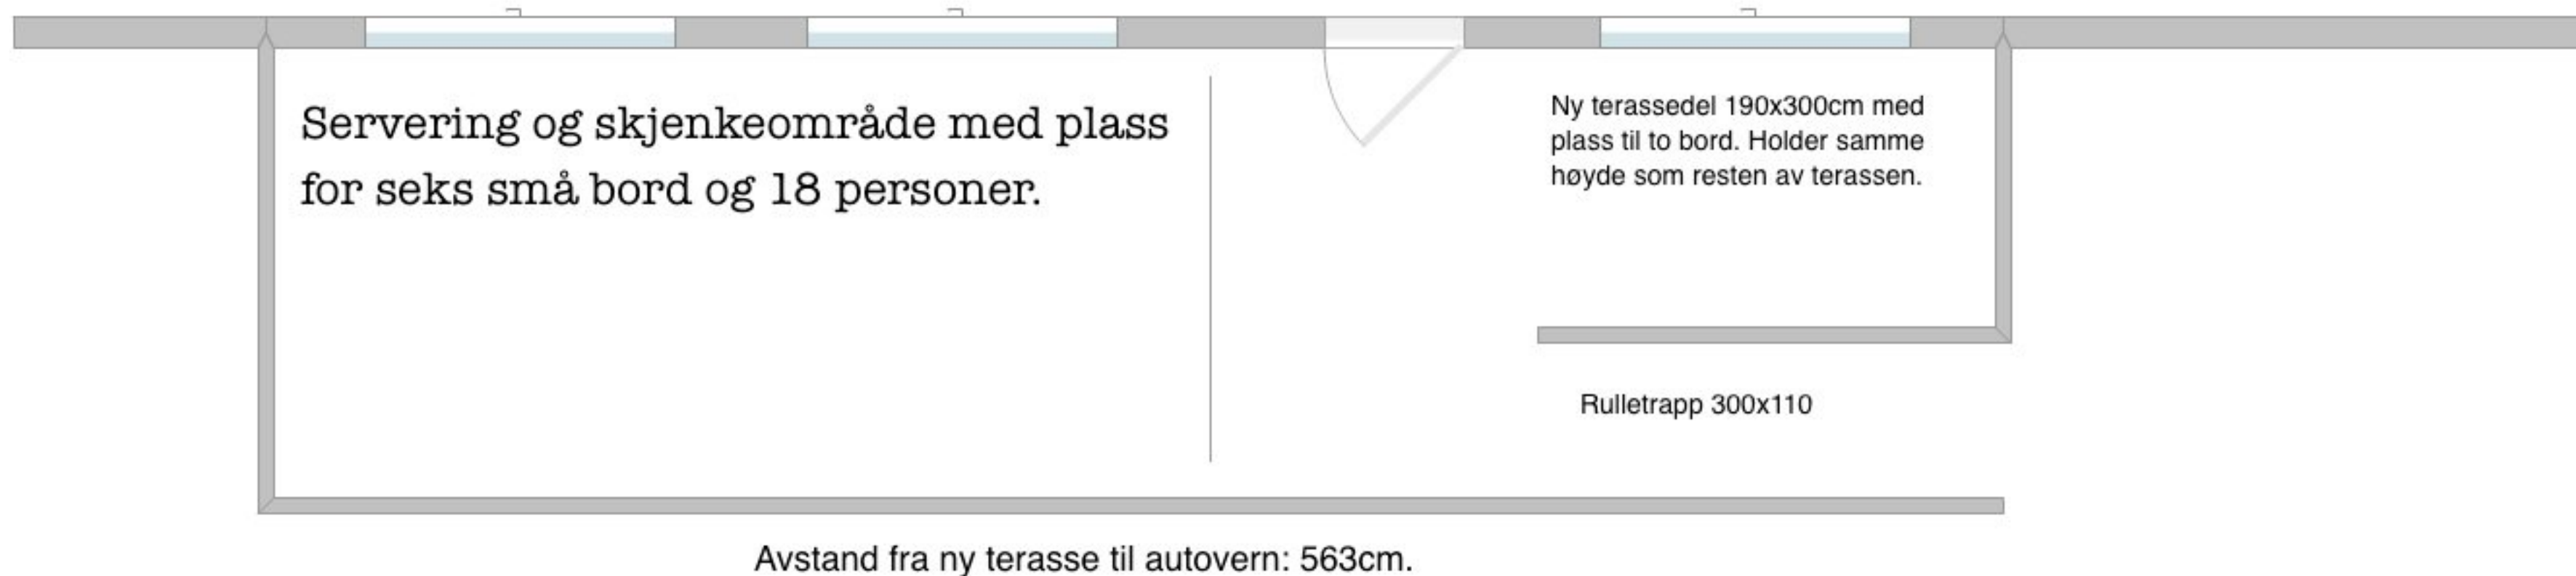 Servering og skjenkeområde med plass
for seks små bord og 18 personer.
Ny terassedel 190x300cm med
plass til to bord. Holder samme
høyde som resten av terassen.
Rulletrapp 300x110
Avstand fra ny terasse til autovern: 563cm.